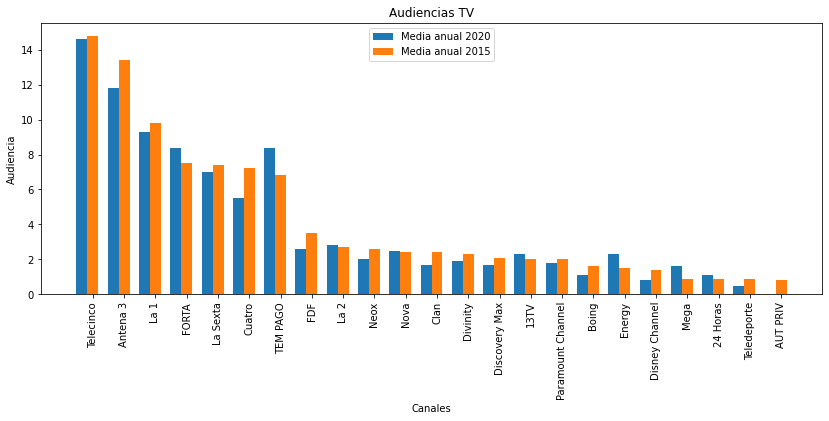 Audiencias TV
Media anual 2020
Media anual 2015
Audiencia
14
12
10
8
6
4
2
0
Telecinco
Antena 3
La 1
FORTA
La Sexta
Cuatro
TEM PAGO
FDF
La 2
Neox
Nova
Clan
Divinity
Discovery Max
13TV
Paramount Channel
Boing
Energy
Disney Channel
Mega
24 Horas
Teledeporte
AUT PRIV
Canales